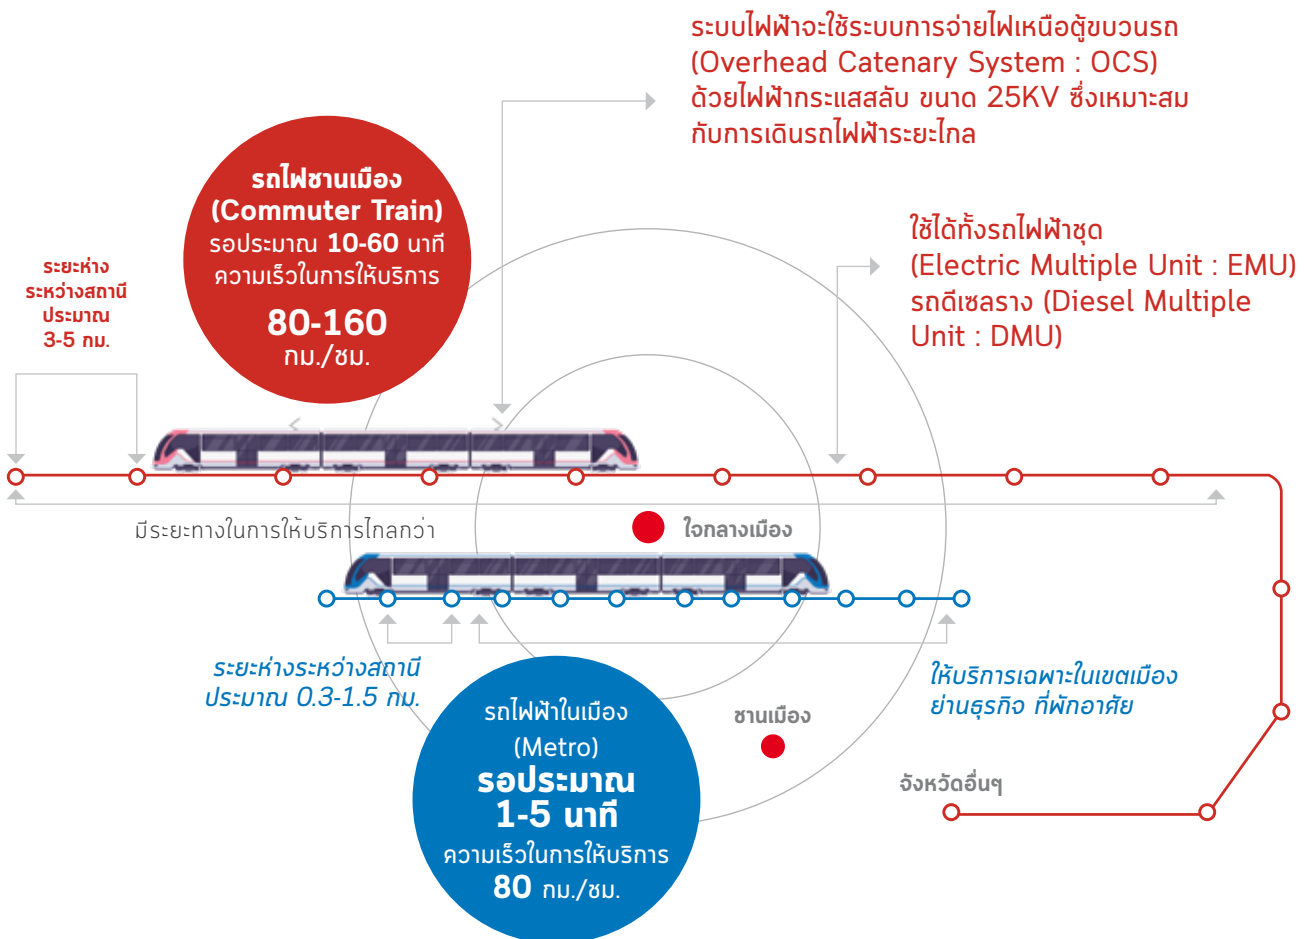 ระบบไฟฟ้าจะใช้ระบบการจ่ายไฟเหนือตู้ขบวนรถ
(Overhead Catenary System : OCS)
ด้วยไฟฟ้ากระแสสลับ ขนาด 25KV ซึ่งเหมาะสม
กับการเดินรถไฟฟ้าระยะไกล
รถไฟชานเมือง
(Commuter Train)
รอประมาณ 10-60 นาที
ความเร็วในการให้บริการ
80-160
กม./ชม.
ระยะห่าง
ระหว่างสถานี
ประมาณ
3-5 กม.
ใช้ได้ทั้งรถไฟฟ้าชุด
(Electric Multiple Unit : EMU)
รถดีเซลราง (Diesel Multiple
Unit : DMU)
มีระยะทางในการให้บริการไกลกว่า
ใจกลางเมือง
ระยะห่างระหว่างสถานี
ประมาณ 0.3-1.5 กม.
ให้บริการเฉพาะในเขตเมือง
ย่านธุรกิจ ที่พักอาศัย
รถไฟฟ้าในเมือง
(Metro)
รอประมาณ
1-5 นาที
ความเร็วในการให้บริการ
80 กม./ชม.
ชานเมือง
จังหวัดอื่นๆ